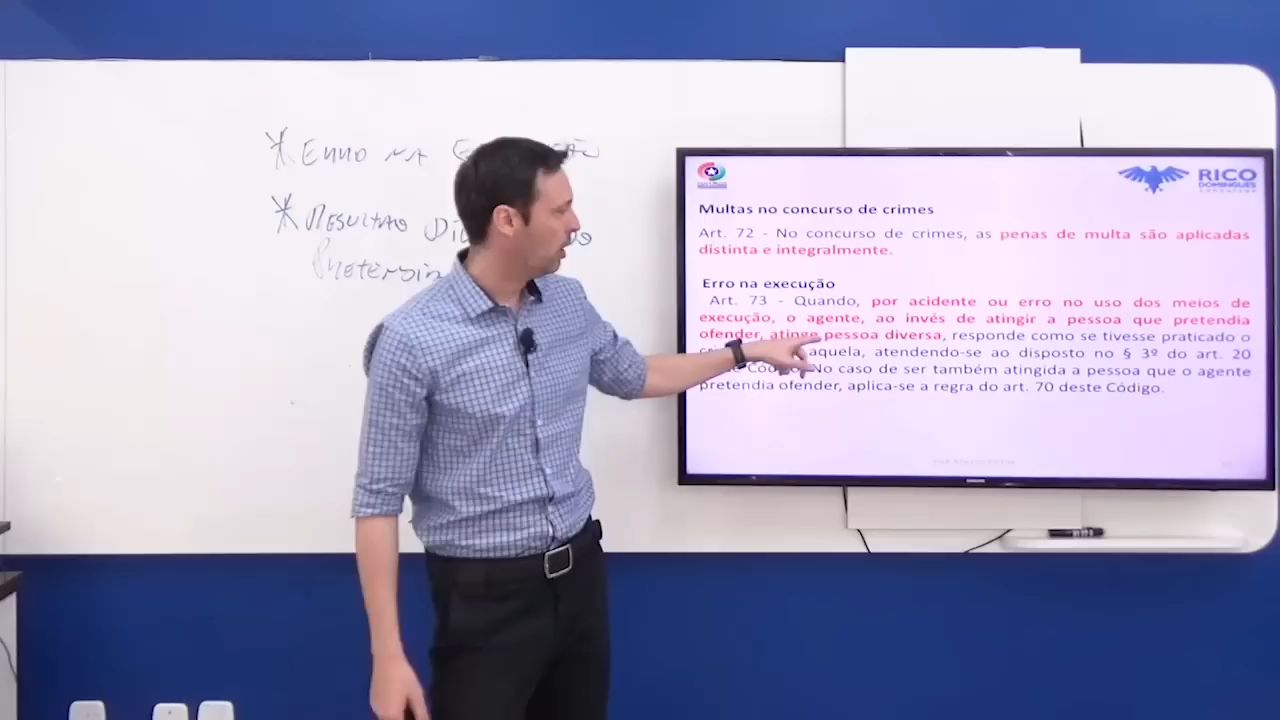 * ERRO NA
* RESULTADO
RICO
DOMINGUES
Multas no concurso de crimes
Art. 72 - No concurso de crimes, as penas de multa são aplicadas
distinta e integralmente.
Erro na execução
Art. 73 - Quando, por acidente ou erro no uso dos meios de
execução, o agente, ao invés de atingir a pessoa que pretendia
ofender, atinge pessoa diversa, responde como se tivesse praticado o
aquela, atendendo-se ao disposto no § 3º do art. 20
No caso de ser também atingida a pessoa que o agente
pretendia ofender, aplica-se a regra do art. 70 deste Código.